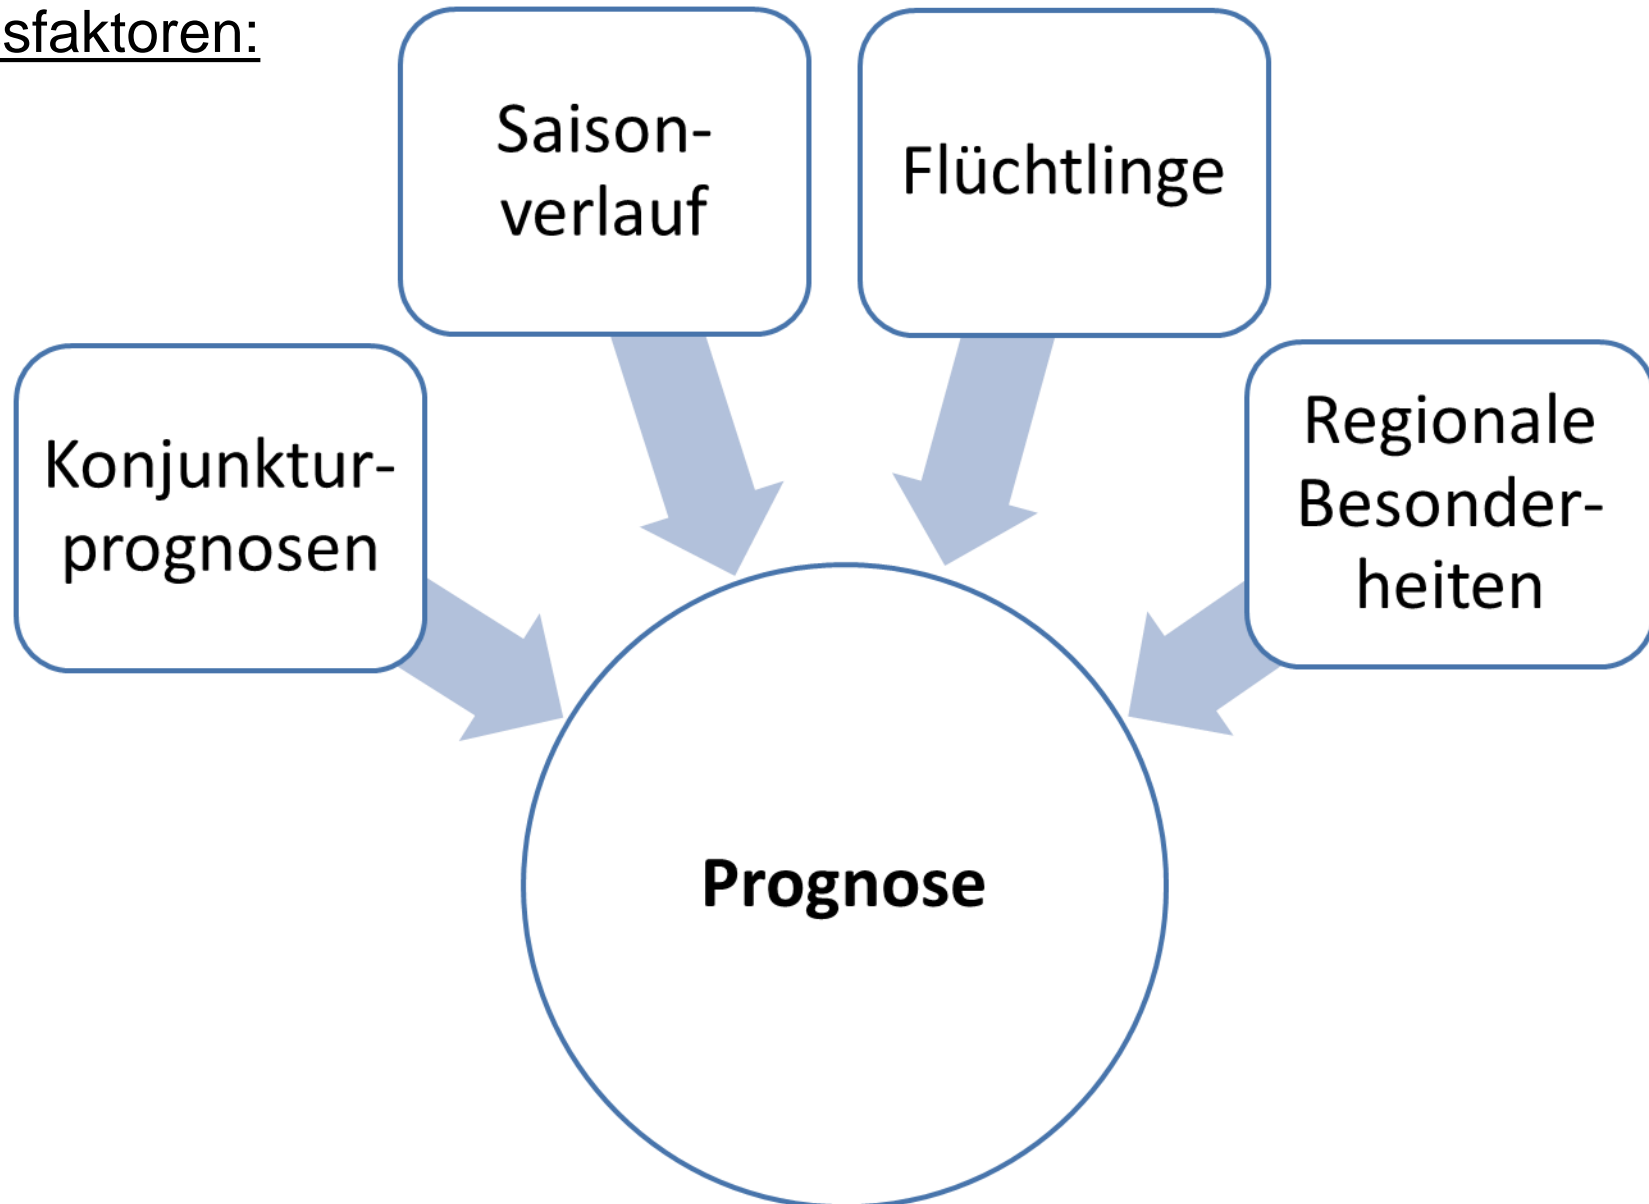 sfaktoren:
Saison-
verlauf
Flüchtlinge
Konjunktur-
prognosen
Regionale
Besonder-
heiten
Prognose